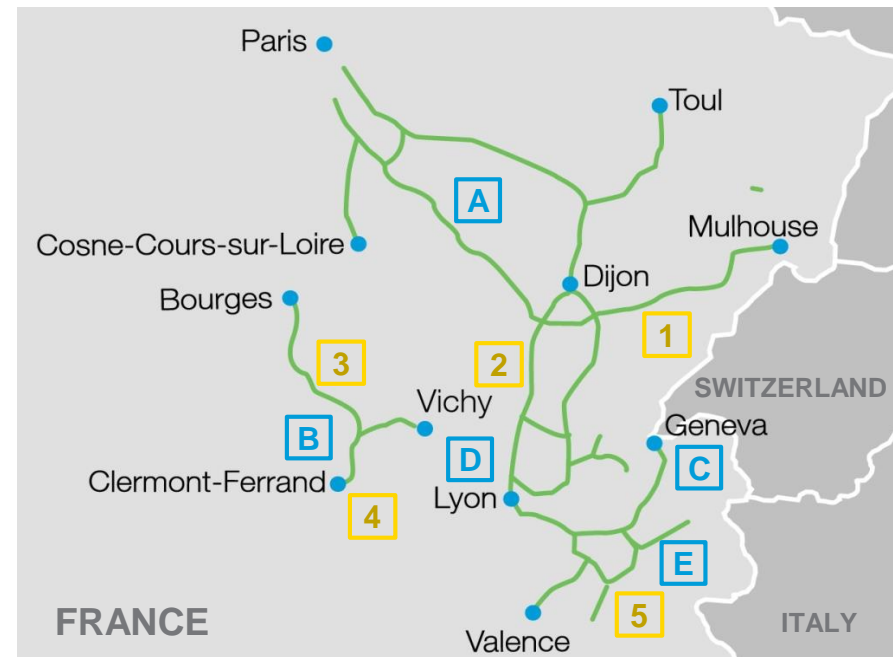 Paris
Toul
A
Mulhouse
Cosne-Cours-sur-Loire
Dijon
Bourges
1
3
2
SWITZERLAND
Vichy
Geneva
B
D
C
Clermont-Ferrand
Lyon
4
E
5
FRANCE
ITALY
Valence